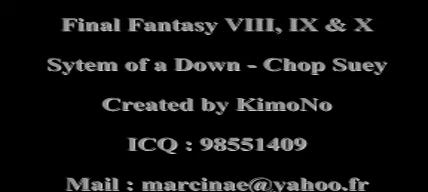 Final Fantasy VIII, IX & X
Sytem of a Down - Chop Suey
Created by KimoNo
ICQ : 98551409
Mail : marcinae@yahoo.fr